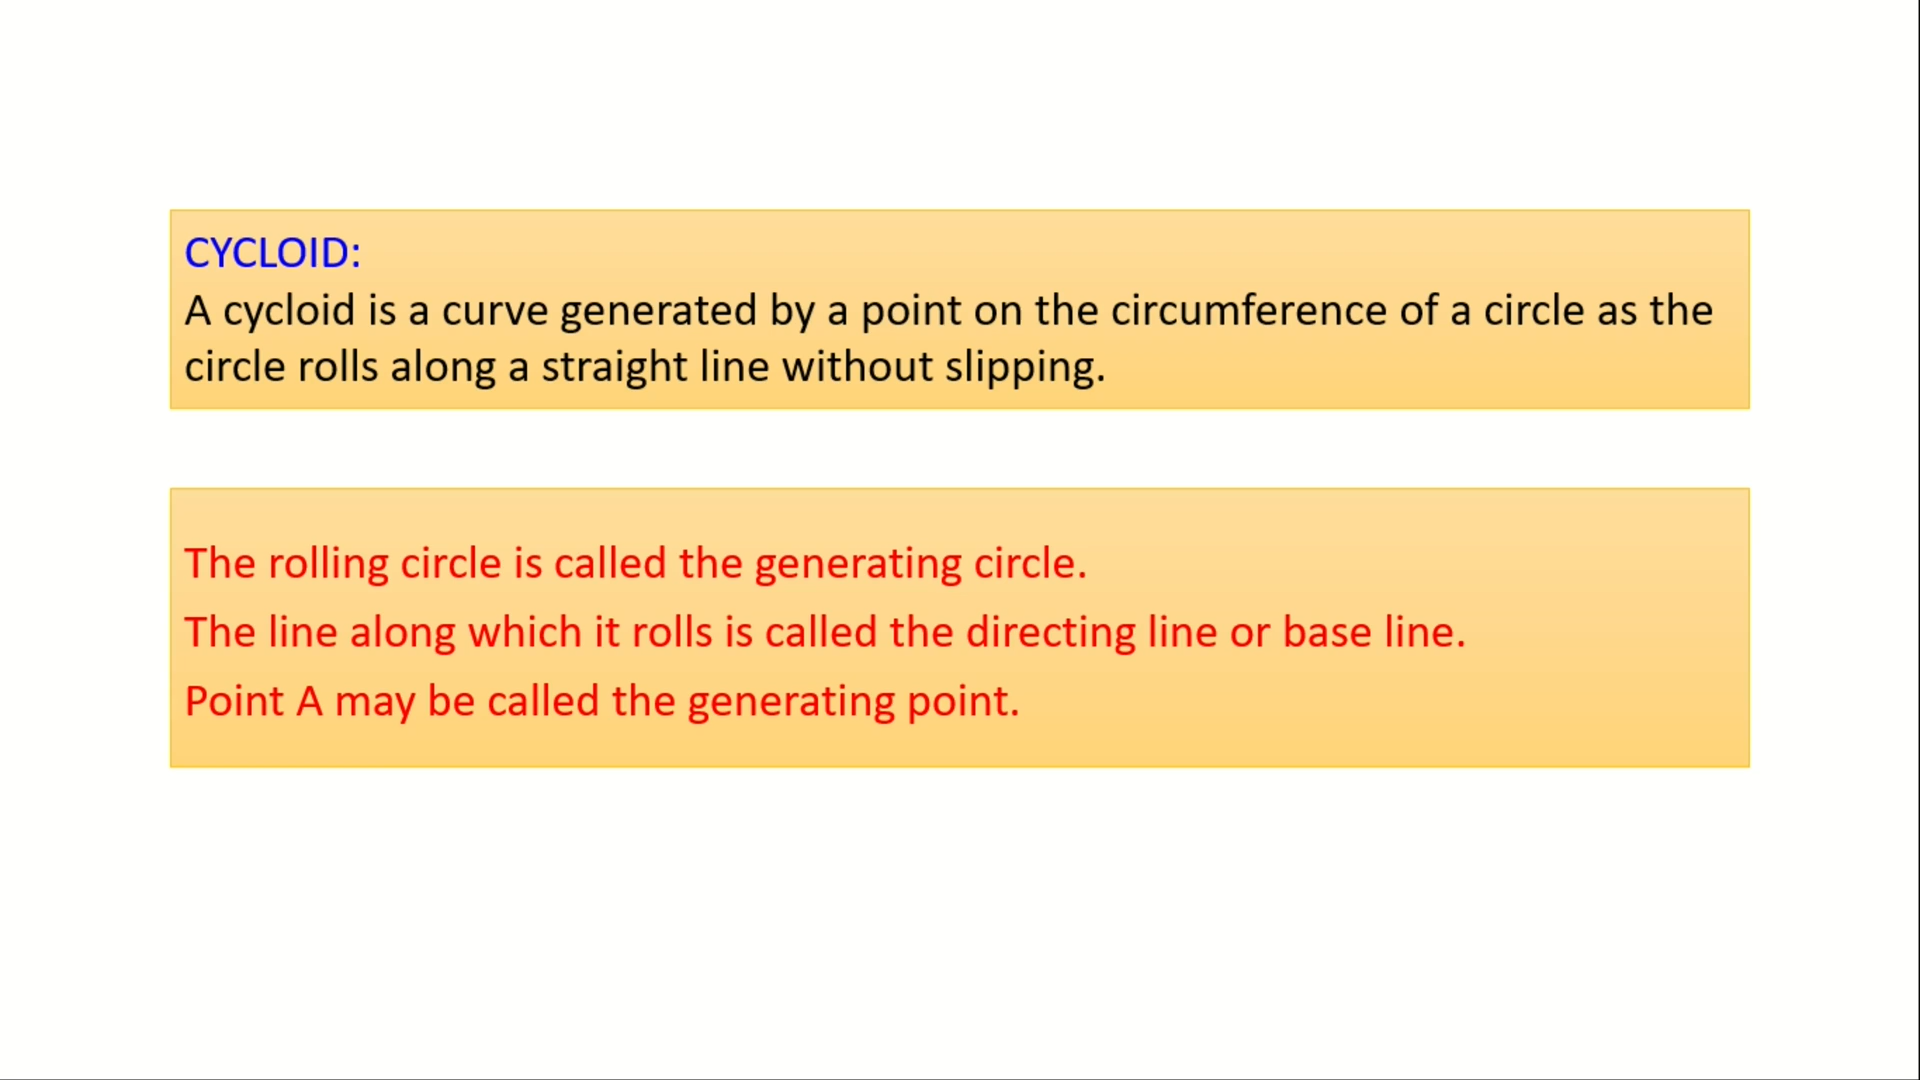 CYCLOID:
A cycloid is a curve generated by a point on the circumference of a circle as the
circle rolls along a straight line without slipping.
The rolling circle is called the generating circle.
The line along which it rolls is called the directing line or base line.
Point A may be called the generating point.